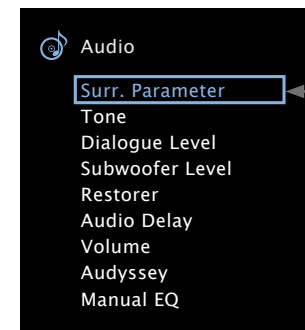 Audio
Surr. Parameter
Tone
Dialogue Level
Subwoofer Level
Restorer
Audio Delay
Volume
Audyssey
Manual EQ